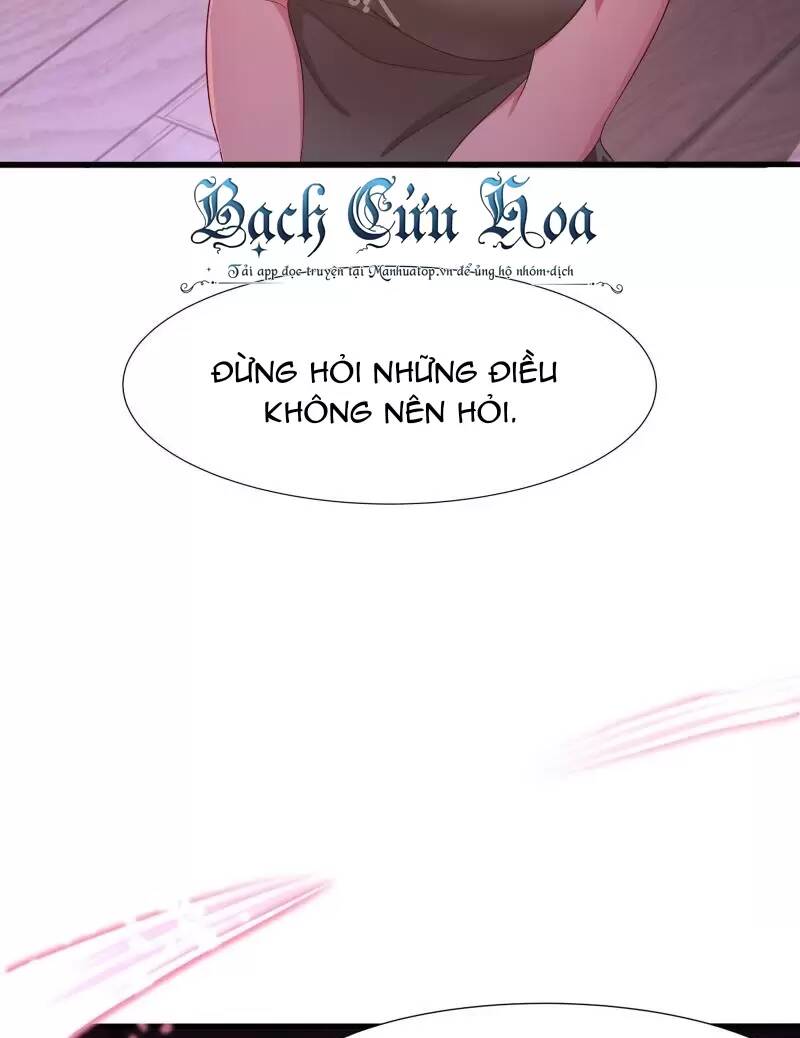 Bạch Cửu Hoa
Tải app đọc truyện tại Manhuatop.vn để ủng hộ nhóm dịch
ĐỪNG HỎI NHỮNG ĐIỀU
KHÔNG NÊN HỎI.